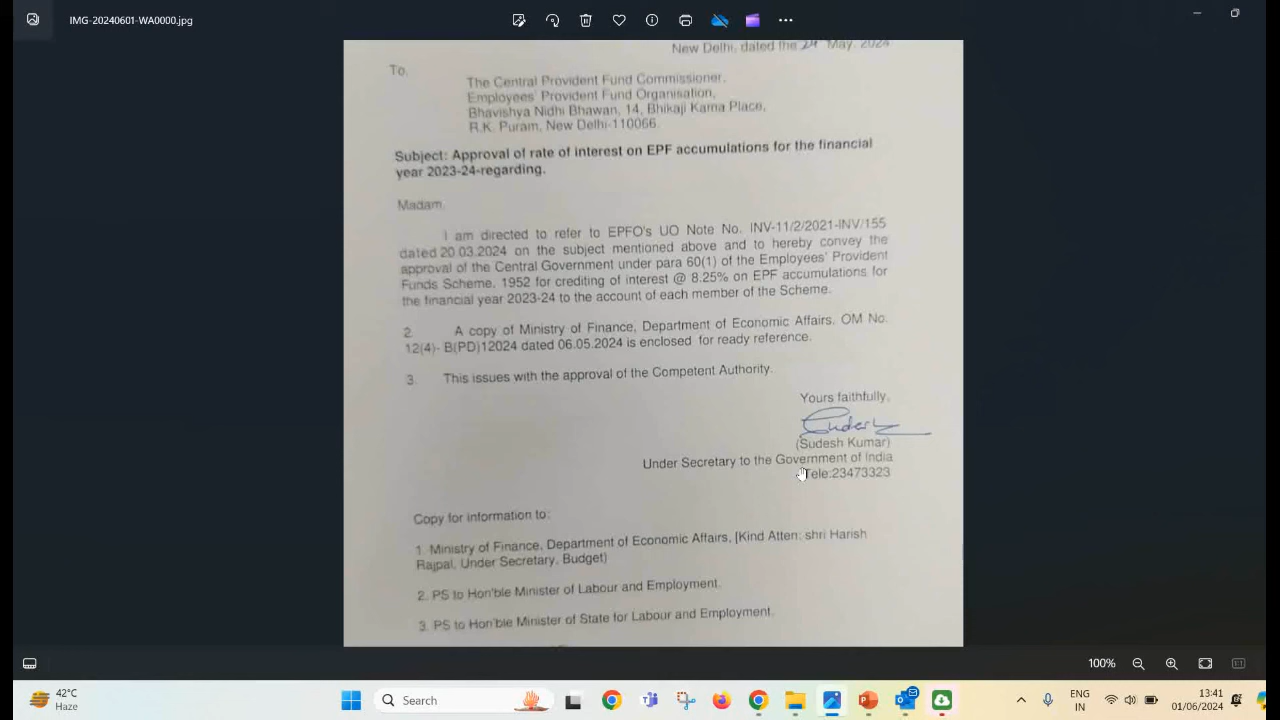 IMG-20240601-WA0000.jpg
New Delhi, dated the 24 May, 2024
To,
The Central Provident Fund Commissioner,
Employees' Provident Fund Organisation,
Bhavishya Nidhi Bhawan, 14, Bhikaji Kama Place,
R.K. Puram, New Delhi-110066.
Subject: Approval of rate of interest on EPF accumulations for the financial
year 2023-24-regarding.
Madam,
I am directed to refer to EPFO's UO Note No. INV-11/2/2021-INV/155
dated 20.03.2024 on the subject mentioned above and to hereby convey the
approval of the Central Government under para 60(1) of the Employees' Provident
Funds Scheme, 1952 for crediting of interest @ 8.25% on EPF accumulations for
the financial year 2023-24 to the account of each member of the Scheme.
2. A copy of Ministry of Finance, Department of Economic Affairs, OM No.
12(4)- B(PD)12024 dated 06.05.2024 is enclosed for ready reference.
3. This issues with the approval of the Competent Authority.
Yours faithfully,
(Sudesh Kumar)
Under Secretary to the Government of India
Tele:23473323
Copy for information to:
1. Ministry of Finance, Department of Economic Affairs, [Kind Atten: shri Harish
Rajpal, Under Secretary, Budget)
2. PS to Hon'ble Minister of Labour and Employment.
3. PS to Hon'ble Minister of State for Labour and Employment.
100%
42°C
Haze
Search
ENG
IN
13:41
01/06/2024